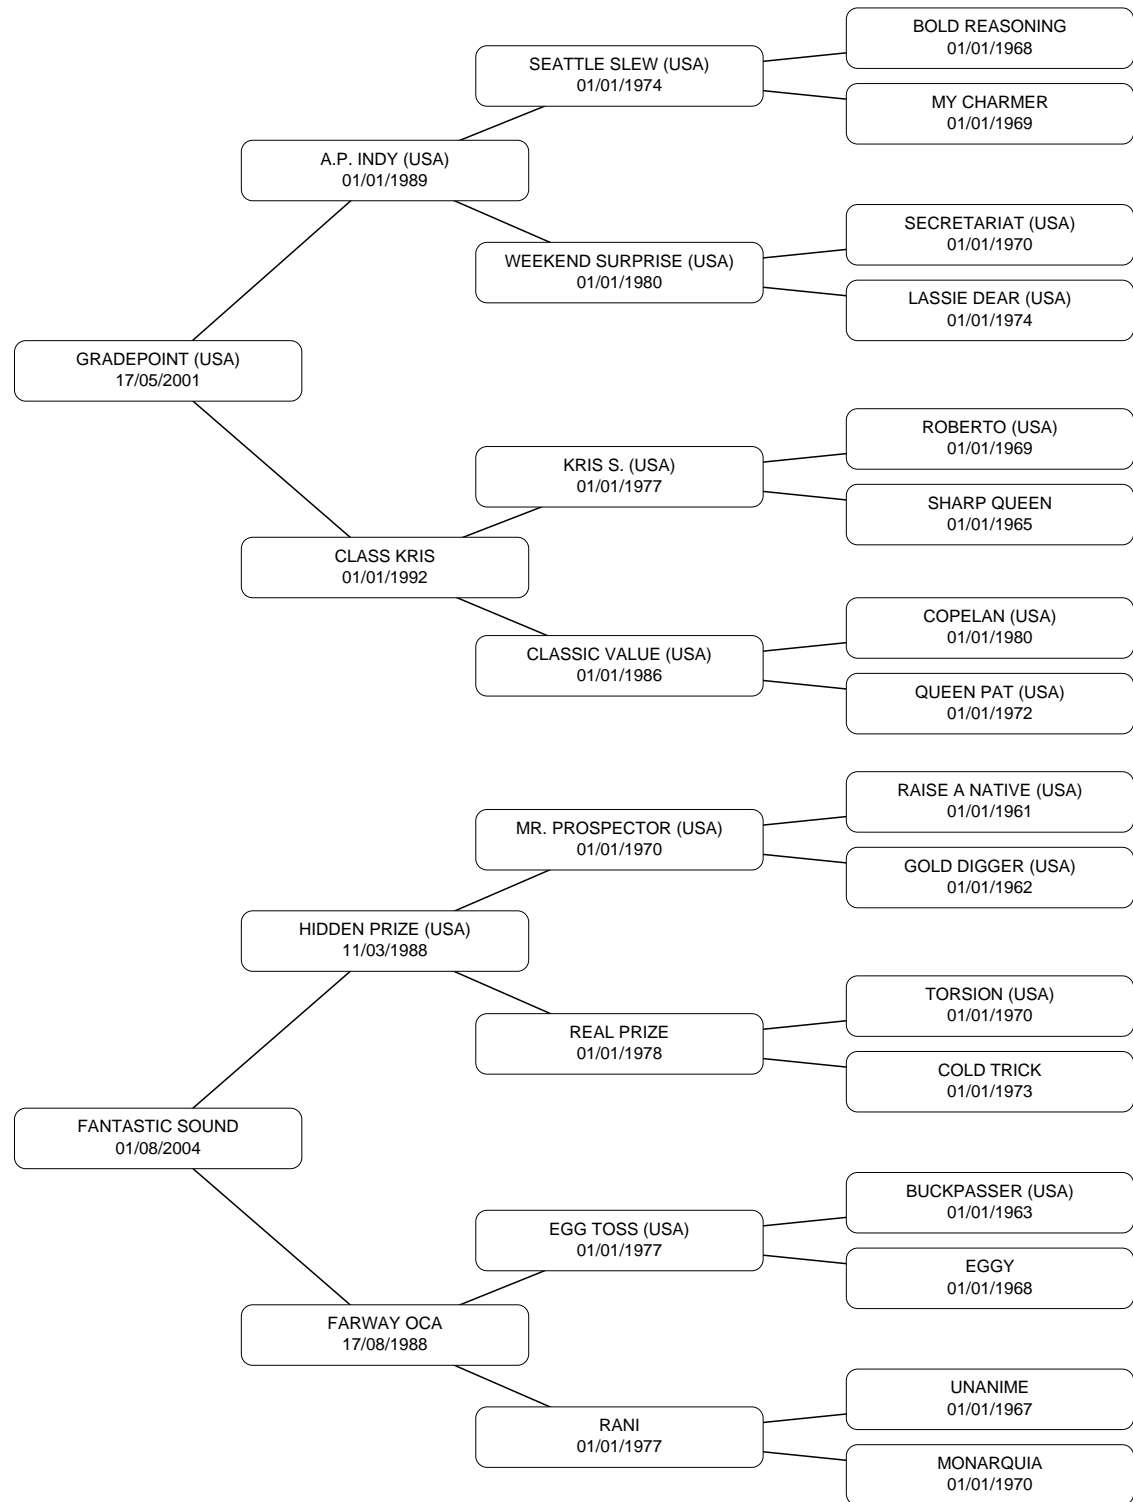 BOLD REASONING
01/01/1968
SEATTLE SLEW (USA)
01/01/1974
MY CHARMER
01/01/1969
A.P. INDY (USA)
01/01/1989
SECRETARIAT (USA)
01/01/1970
WEEKEND SURPRISE (USA)
01/01/1980
LASSIE DEAR (USA)
01/01/1974
GRADEPOINT (USA)
17/05/2001
ROBERTO (USA)
01/01/1969
KRIS S. (USA)
01/01/1977
SHARP QUEEN
01/01/1965
CLASS KRIS
01/01/1992
COPELAN (USA)
01/01/1980
CLASSIC VALUE (USA)
01/01/1986
QUEEN PAT (USA)
01/01/1972
RAISE A NATIVE (USA)
01/01/1961
MR. PROSPECTOR (USA)
01/01/1970
GOLD DIGGER (USA)
01/01/1962
HIDDEN PRIZE (USA)
11/03/1988
TORSION (USA)
01/01/1970
REAL PRIZE
01/01/1978
COLD TRICK
01/01/1973
FANTASTIC SOUND
01/08/2004
BUCKPASSER (USA)
01/01/1963
EGG TOSS (USA)
01/01/1977
EGGY
01/01/1968
FARWAY OCA
17/08/1988
UNANIME
01/01/1967
RANI
01/01/1977
MONARQUIA
01/01/1970